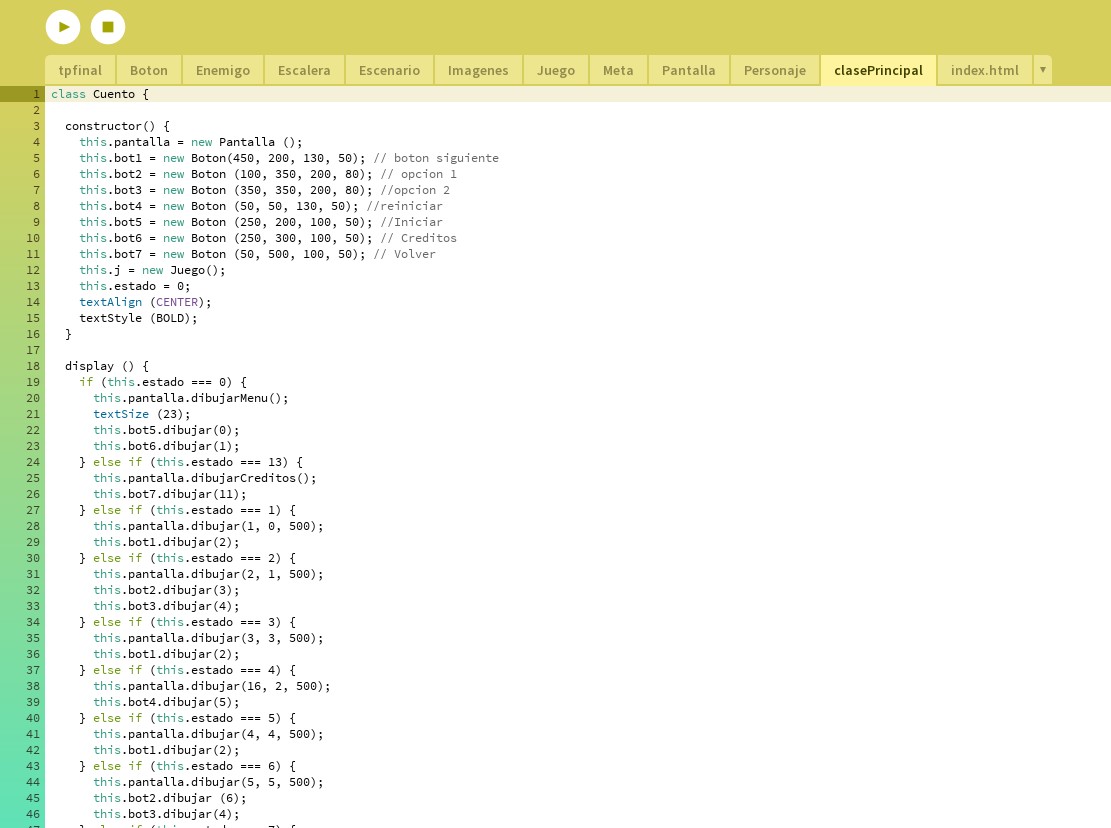 tpfinal Boton Enemigo Escalera Escenario Imagenes Juego Meta Pantalla Personaje clasePrincipal index.html ▼
1 class Cuento {
2
3 constructor() {
4 this.pantalla = new Pantalla ();
5 this.bot1 = new Boton(450, 200, 130, 50); // boton siguiente
6 this.bot2 = new Boton (100, 350, 200, 80); // opcion 1
7 this.bot3 = new Boton (350, 350, 200, 80); //opcion 2
8 this.bot4 = new Boton (50, 50, 130, 50); //reiniciar
9 this.bot5 = new Boton (250, 200, 100, 50); //Iniciar
10 this.bot6 = new Boton (250, 300, 100, 50); // Creditos
11 this.bot7 = new Boton (50, 500, 100, 50); // Volver
12 this.j = new Juego();
13 this.estado = 0;
14 textAlign (CENTER);
15 textStyle (BOLD);
16 }
17
18 display () {
19 if (this.estado === 0) {
20 this.pantalla.dibujarMenu();
21 textSize (23);
22 this.bot5.dibujar(0);
23 this.bot6.dibujar(1);
24 } else if (this.estado === 13) {
25 this.pantalla.dibujarCreditos();
26 this.bot7.dibujar(11);
27 } else if (this.estado === 1) {
28 this.pantalla.dibujar(1, 0, 500);
29 this.bot1.dibujar(2);
30 } else if (this.estado === 2) {
31 this.pantalla.dibujar(2, 1, 500);
32 this.bot2.dibujar(3);
33 this.bot3.dibujar(4);
34 } else if (this.estado === 3) {
35 this.pantalla.dibujar(3, 3, 500);
36 this.bot1.dibujar(2);
37 } else if (this.estado === 4) {
38 this.pantalla.dibujar(16, 2, 500);
39 this.bot4.dibujar(5);
40 } else if (this.estado === 5) {
41 this.pantalla.dibujar(4, 4, 500);
42 this.bot1.dibujar(2);
43 } else if (this.estado === 6) {
44 this.pantalla.dibujar(5, 5, 500);
45 this.bot2.dibujar (6);
46 this.bot3.dibujar(4);
47 } else if (this.estado === 7) {